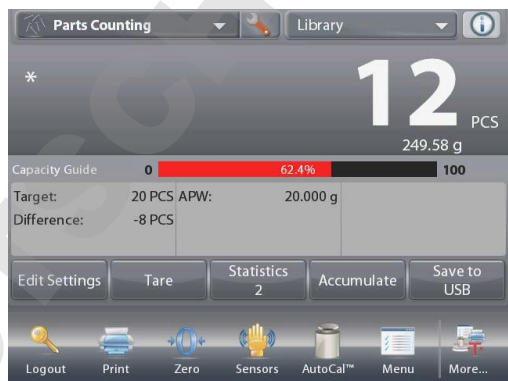 Parts Counting Library
* 12 PCS
249.58 g
Capacity Guide 0 62.4% 100
Target: 20 PCS APW: 20.000 g
Difference: -8 PCS
Edit Settings Tare Statistics 2 Accumulate Save to USB
Logout Print Zero Sensors AutoCal™ Menu More...